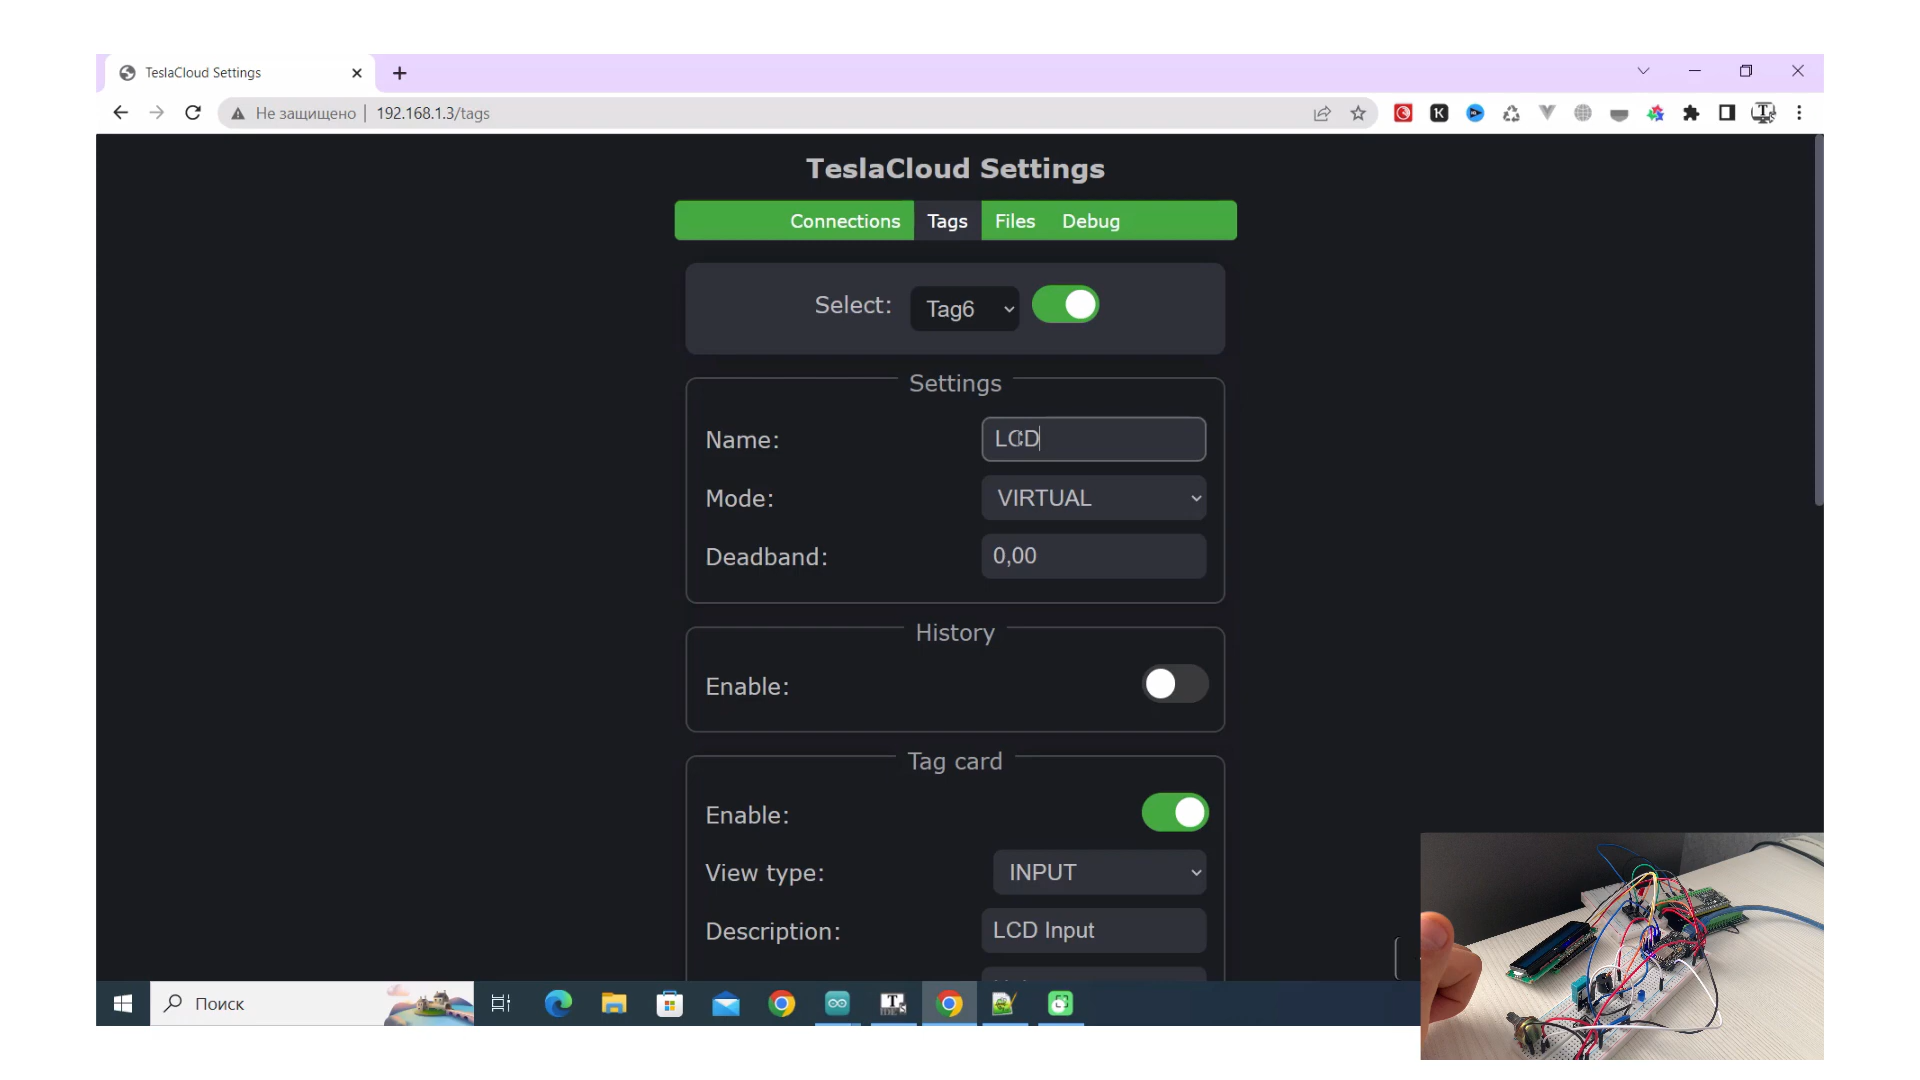 TeslaCloud Settings
Не защищено | 192.168.1.3/tags
TeslaCloud Settings
Connections Tags Files Debug
Select: Tag6
Settings
Name: LCD
Mode: VIRTUAL
Deadband: 0,00
History
Enable:
Tag card
Enable:
View type: INPUT
Description: LCD Input
Поиск